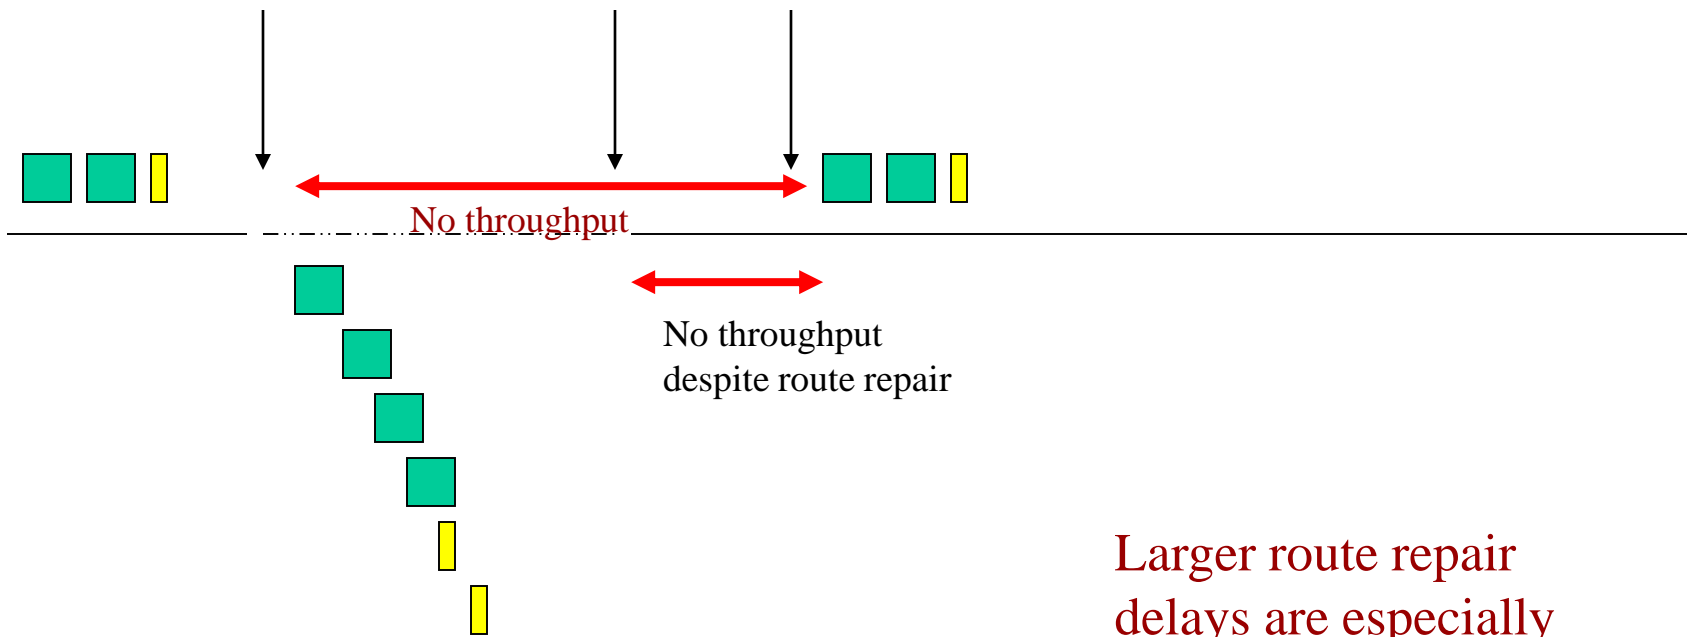 No throughput
No throughput
despite route repair
Larger route repair
delays are especially